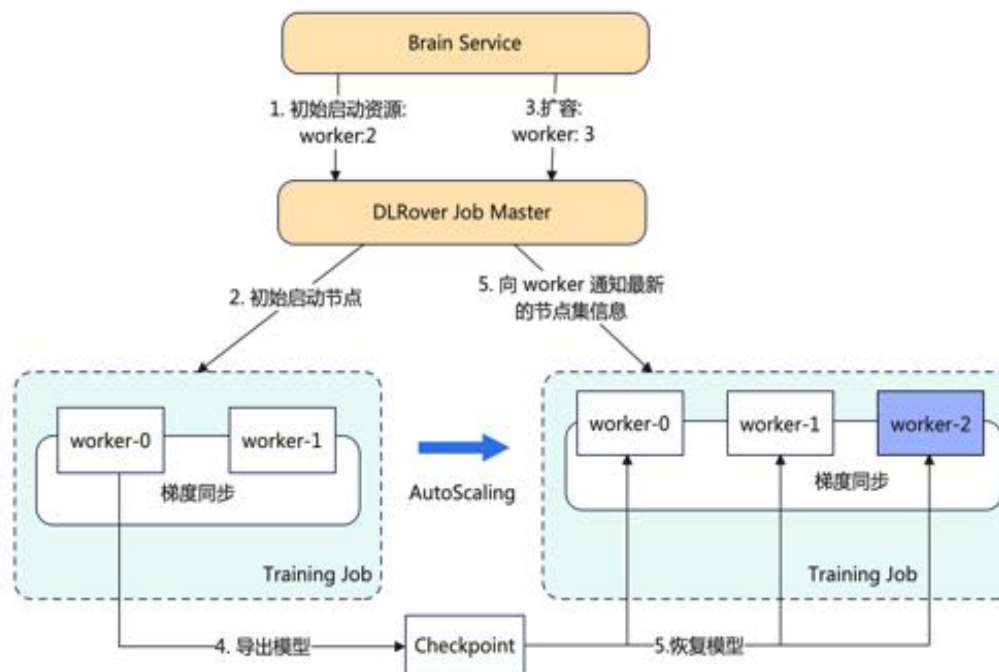 Brain Service
1. 初始启动资源:
worker:2
3.扩容:
worker: 3
DLRover Job Master
2. 初始启动节点
5. 向 worker 通知最新
的节点集信息
worker-0
worker-1
梯度同步
Training Job
AutoScaling
worker-0
worker-1
worker-2
梯度同步
Training Job
4. 导出模型
Checkpoint
5.恢复模型